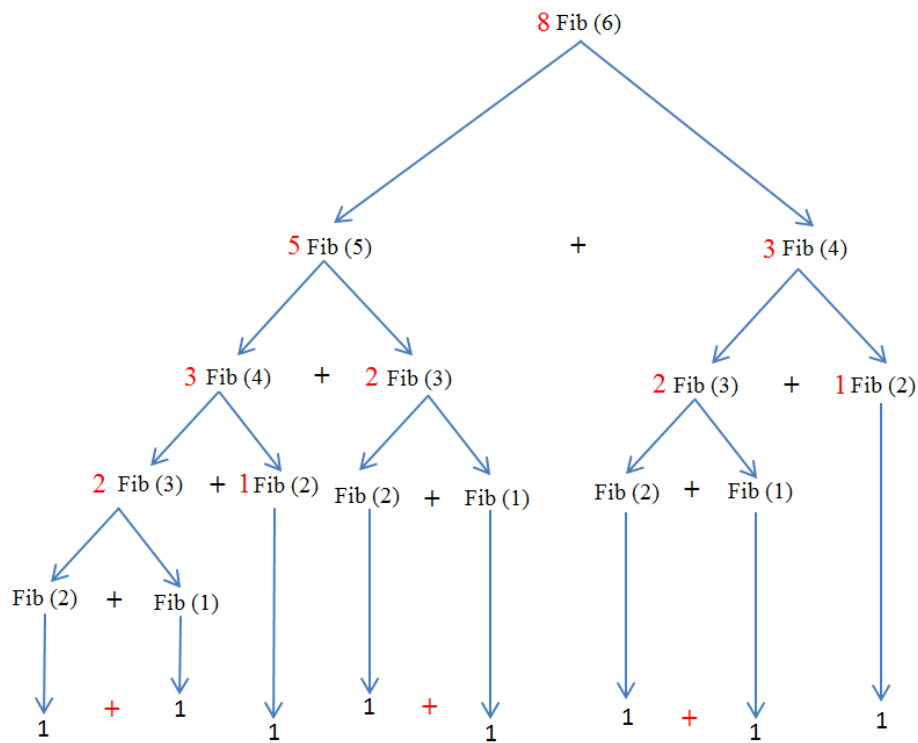 8 Fib (6)
5 Fib (5) + 3 Fib (4)
3 Fib (4) + 2 Fib (3) 2 Fib (3) + 1 Fib (2)
2 Fib (3) + 1 Fib (2) Fib (2) + Fib (1) Fib (2) + Fib (1)
Fib (2) + Fib (1)
1 + 1 1 1 + 1 1 + 1 1